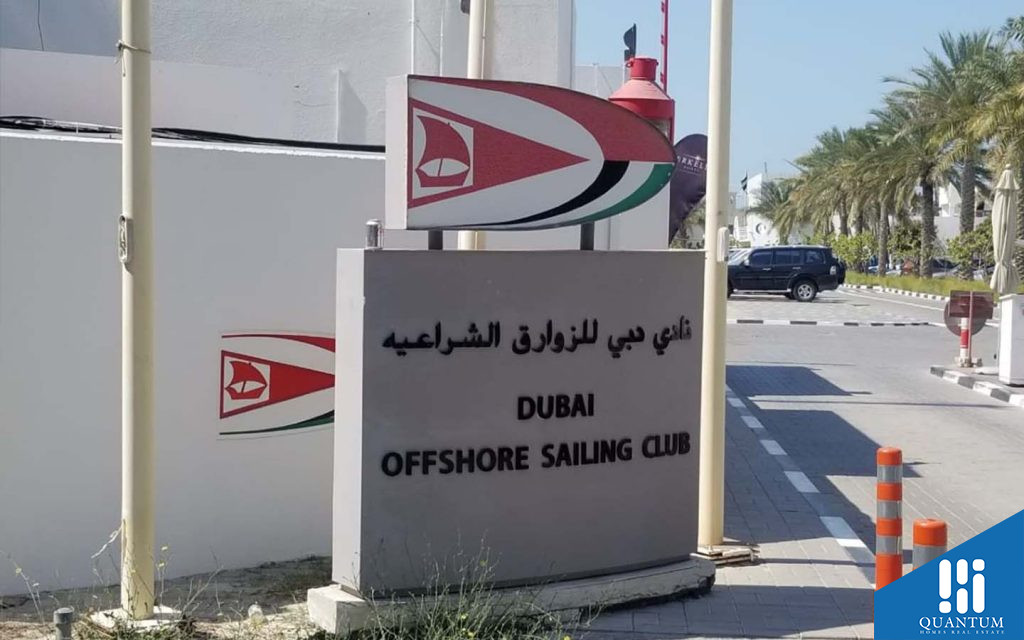 نادي دبي للزوارق الشراعيه
DUBAI
OFFSHORE SAILING CLUB
QUANTUM
HOMES REAL ESTATE